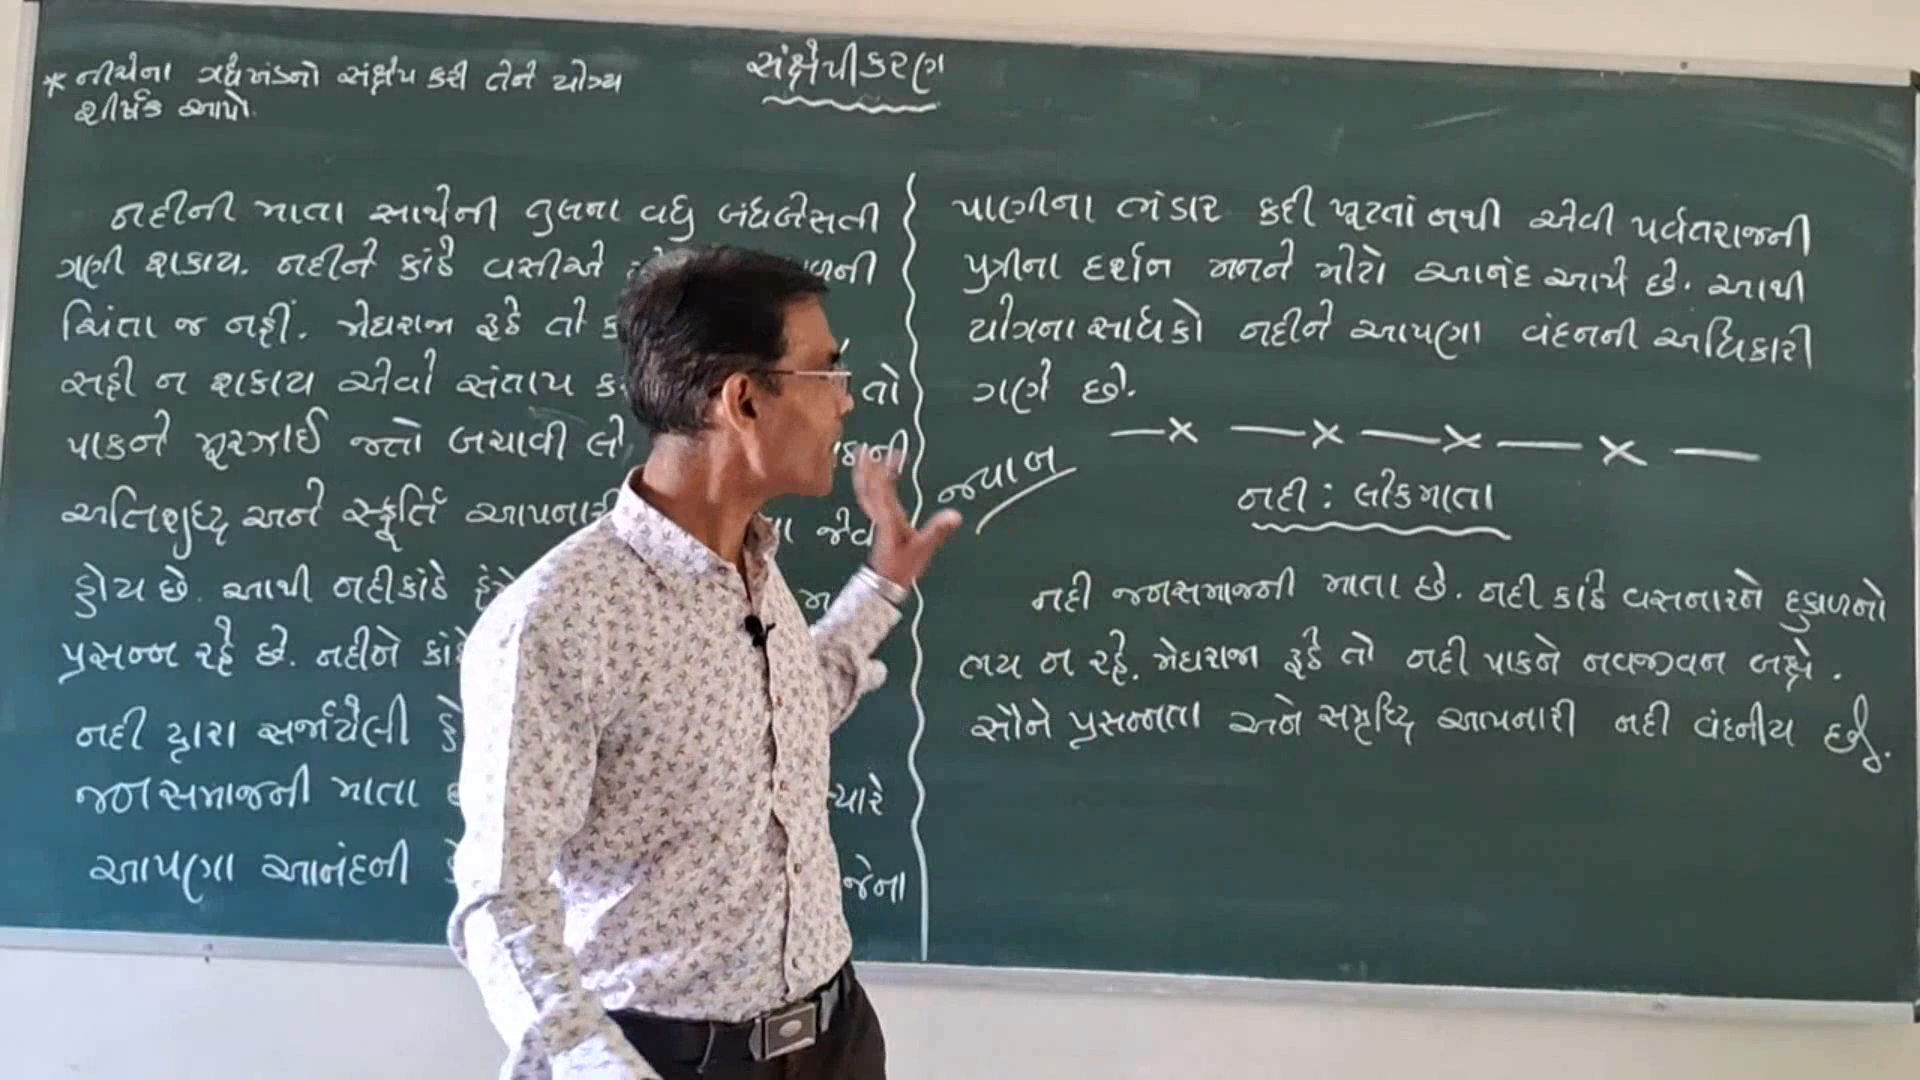 સંક્ષેપીકરણ
* નીચેના ગદ્યખંડનો સંક્ષેપ કરી તેને યોગ્ય
શીર્ષક આપો.
નદીની માતા સાથેની તુલના વધુ બંધબેસતી
ગણી શકાય. નદીને કાંઠે વસીએ તો
ચિંતા જ નહીં. મેઘરાજા રૂઠે તો
સહી ન શકાય એવો સંતાપ તો
પાકને મૂરઝાઈ જતો બચાવી લે
અતિશુધ્ધ અને સ્ફૂર્તિ આપનારી
હોય છે. આથી નદીકાંઠે
પ્રસન્ન રહે છે. નદીને કાંઠે
નદી દ્વારા સર્જાયેલી
જનસમાજની માતા ત્યારે
આપણા આનંદની જેના
પાણીના ભંડાર કદી ખૂટતાં નથી એવી પર્વતરાજની
પુત્રીના દર્શન મનને મોટો આનંદ આપે છે. આથી
યોગના સાધકો નદીને આપણા વંદનની અધિકારી
ગણે છે.
જવાબ
નદી : લોકમાતા
નદી જનસમાજની માતા છે. નદી કાંઠે વસનારને દુકાળનો
ભય ન રહે. મેઘરાજા રૂઠે તો નદી પાકને નવજીવન બક્ષે.
સૌને પ્રસન્નતા અને સમૃધ્ધિ આપનારી નદી વંદનીય છે.